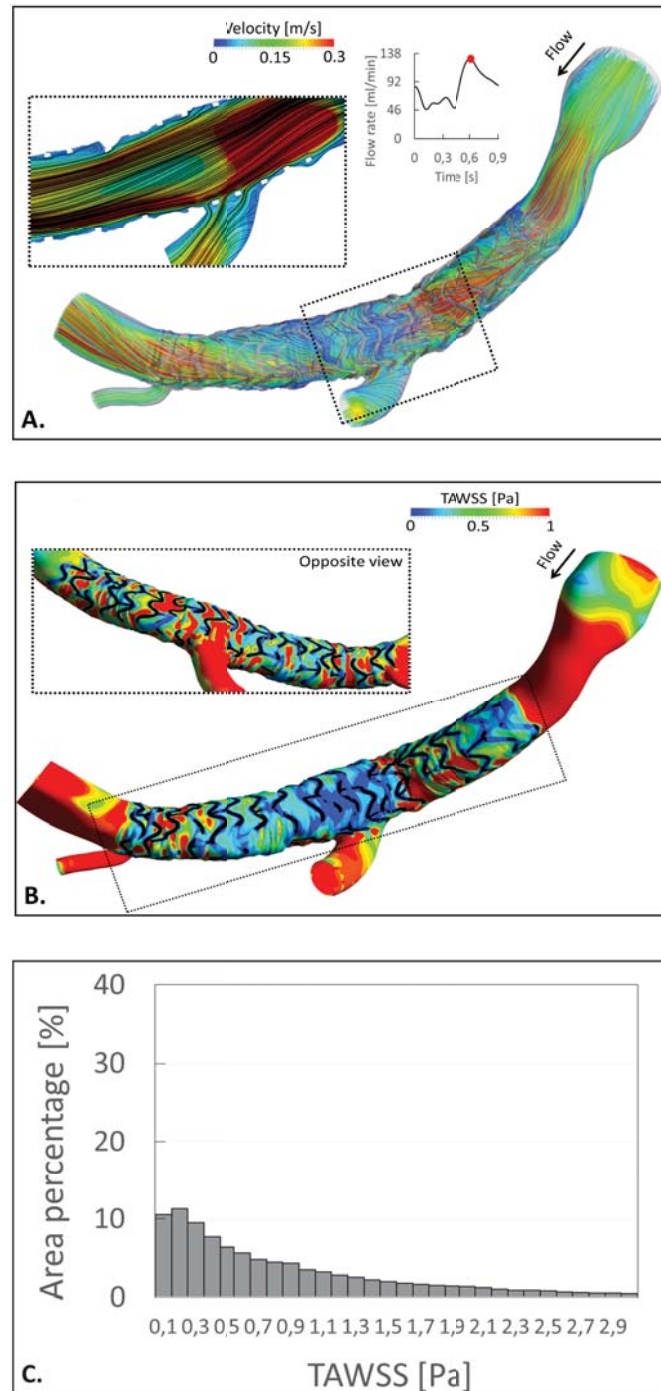 Velocity [m/s]
0 0.15 0.3
Flow rate [ml/min]
138
92
46
0
0 0,3 0,6 0,9
Time [s]
Flow
A.
TAWSS [Pa]
0 0.5 1
Flow
Opposite view
B.
Area percentage [%]
40
30
20
10
0
0,1 0,3 0,5 0,7 0,9 1,1 1,3 1,5 1,7 1,9 2,1 2,3 2,5 2,7 2,9
TAWSS [Pa]
C.